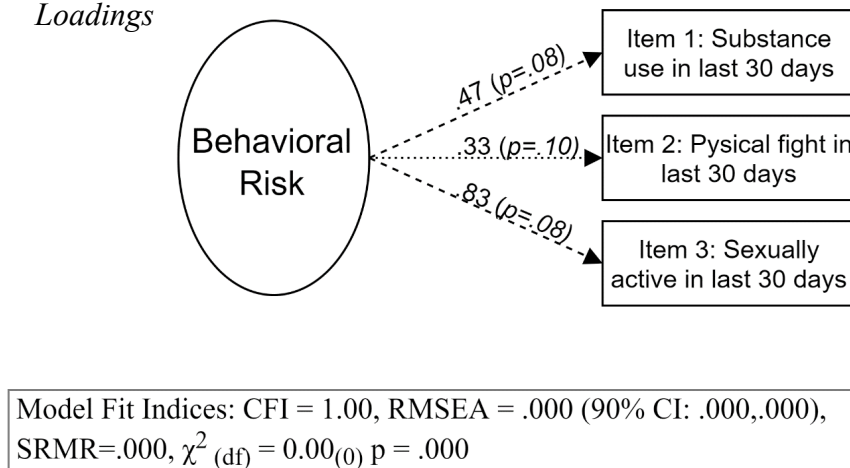 Loadings
Item 1: Substance
use in last 30 days
.47 (p=.08)
Behavioral
Risk
.33 (p=.10)
Item 2: Pysical fight in
last 30 days
.83 (p=.08)
Item 3: Sexually
active in last 30 days
Model Fit Indices: CFI = 1.00, RMSEA = .000 (90% CI: .000,.000),
SRMR=.000, χ² (df) = 0.00(0) p = .000